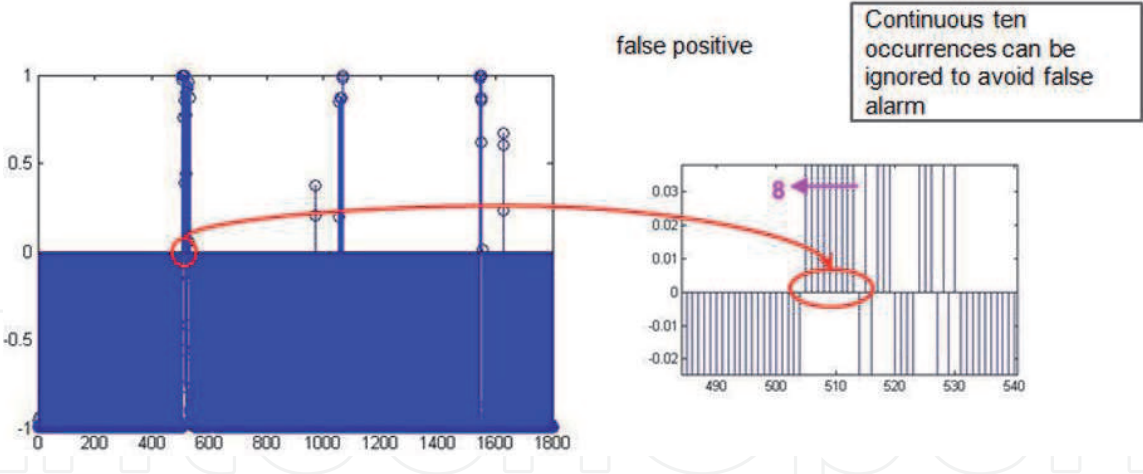 false positive
Continuous ten
occurrences can be
ignored to avoid false
alarm
1
0.5
0
-0.5
-1
0 200 400 600 800 1000 1200 1400 1600 1800
8
0.03
0.02
0.01
0
-0.01
-0.02
490 500 510 520 530 540